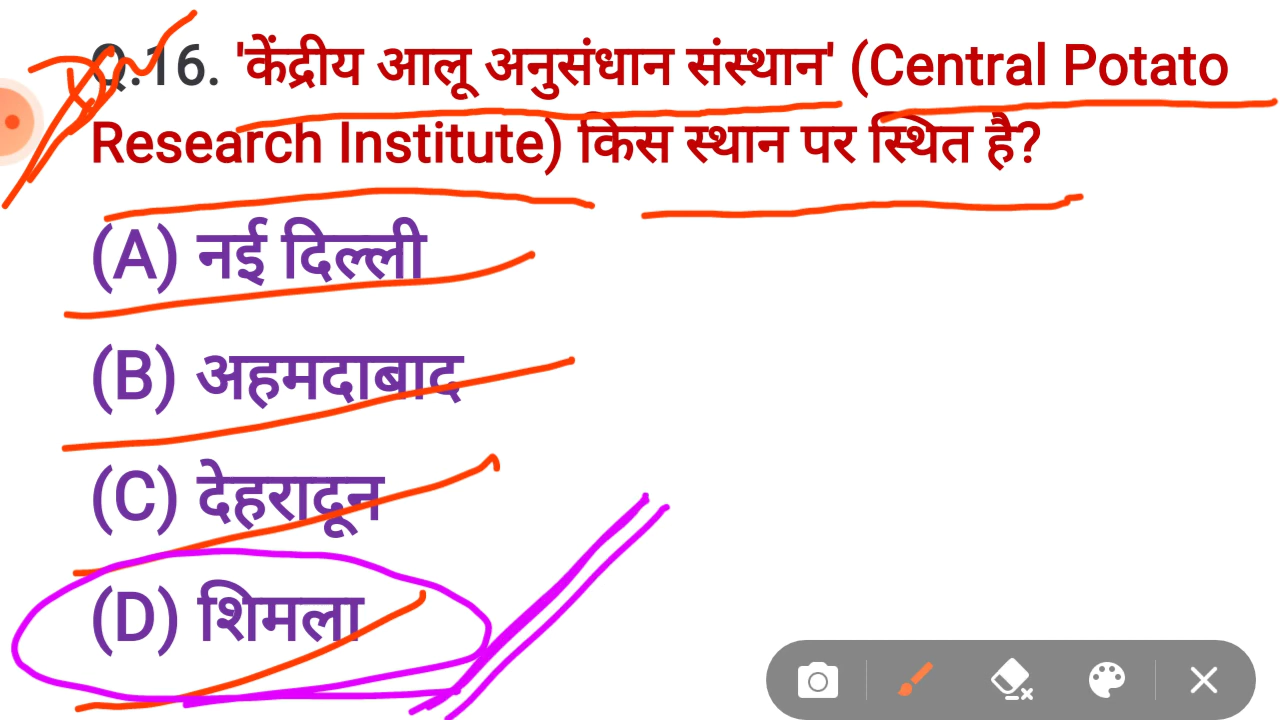 Q.16. 'केंद्रीय आलू अनुसंधान संस्थान' (Central Potato
Research Institute) किस स्थान पर स्थित है?
(A) नई दिल्ली
(B) अहमदाबाद
(C) देहरादून
(D) शिमला